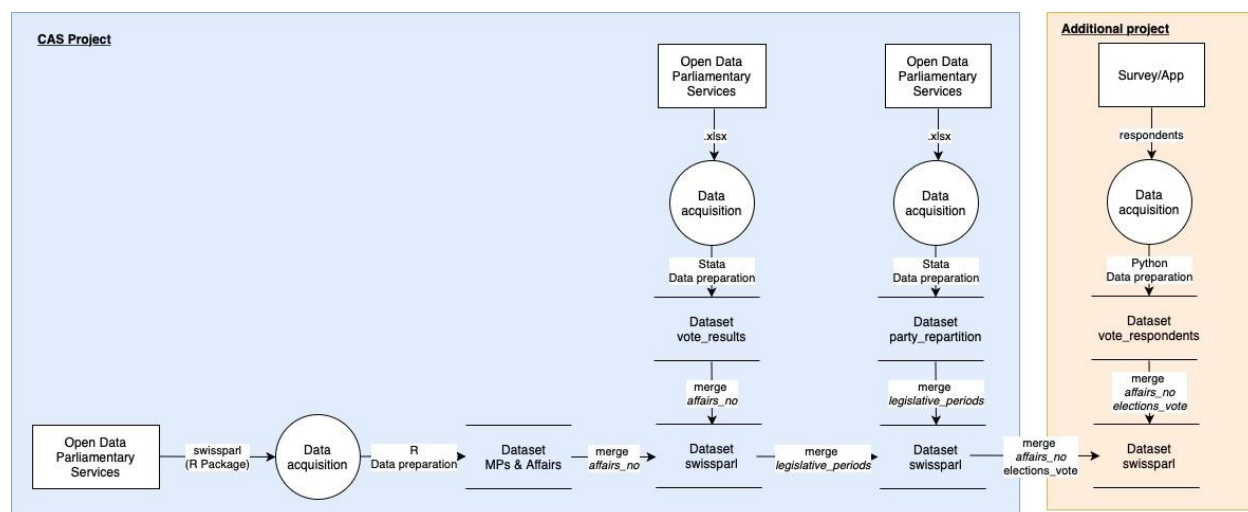 CAS Project
Additional project
Open Data
Parliamentary
Services
Open Data
Parliamentary
Services
Survey/App
.xlsx
.xlsx
respondents
Data
acquisition
Data
acquisition
Data
acquisition
Stata
Data preparation
Stata
Data preparation
Python
Data preparation
Dataset
vote_results
Dataset
party_repartition
Dataset
vote_respondents
merge
affairs_no
merge
legislative_periods
merge
affairs_no
elections_vote
Open Data
Parliamentary
Services
swissparl
(R Package)
Data
acquisition
R
Data preparation
Dataset
MPs & Affairs
merge
affairs_no
Dataset
swissparl
merge
legislative_periods
Dataset
swissparl
merge
affairs_no
elections_vote
Dataset
swissparl